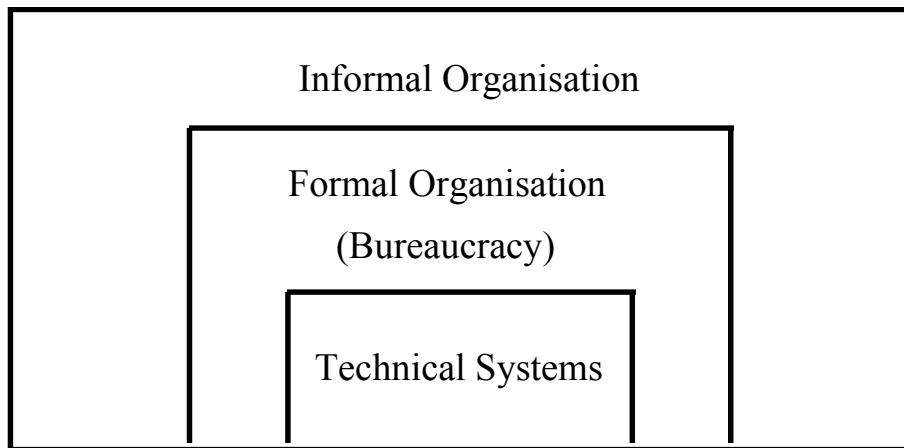 Informal Organisation
Formal Organisation
(Bureaucracy)
Technical Systems